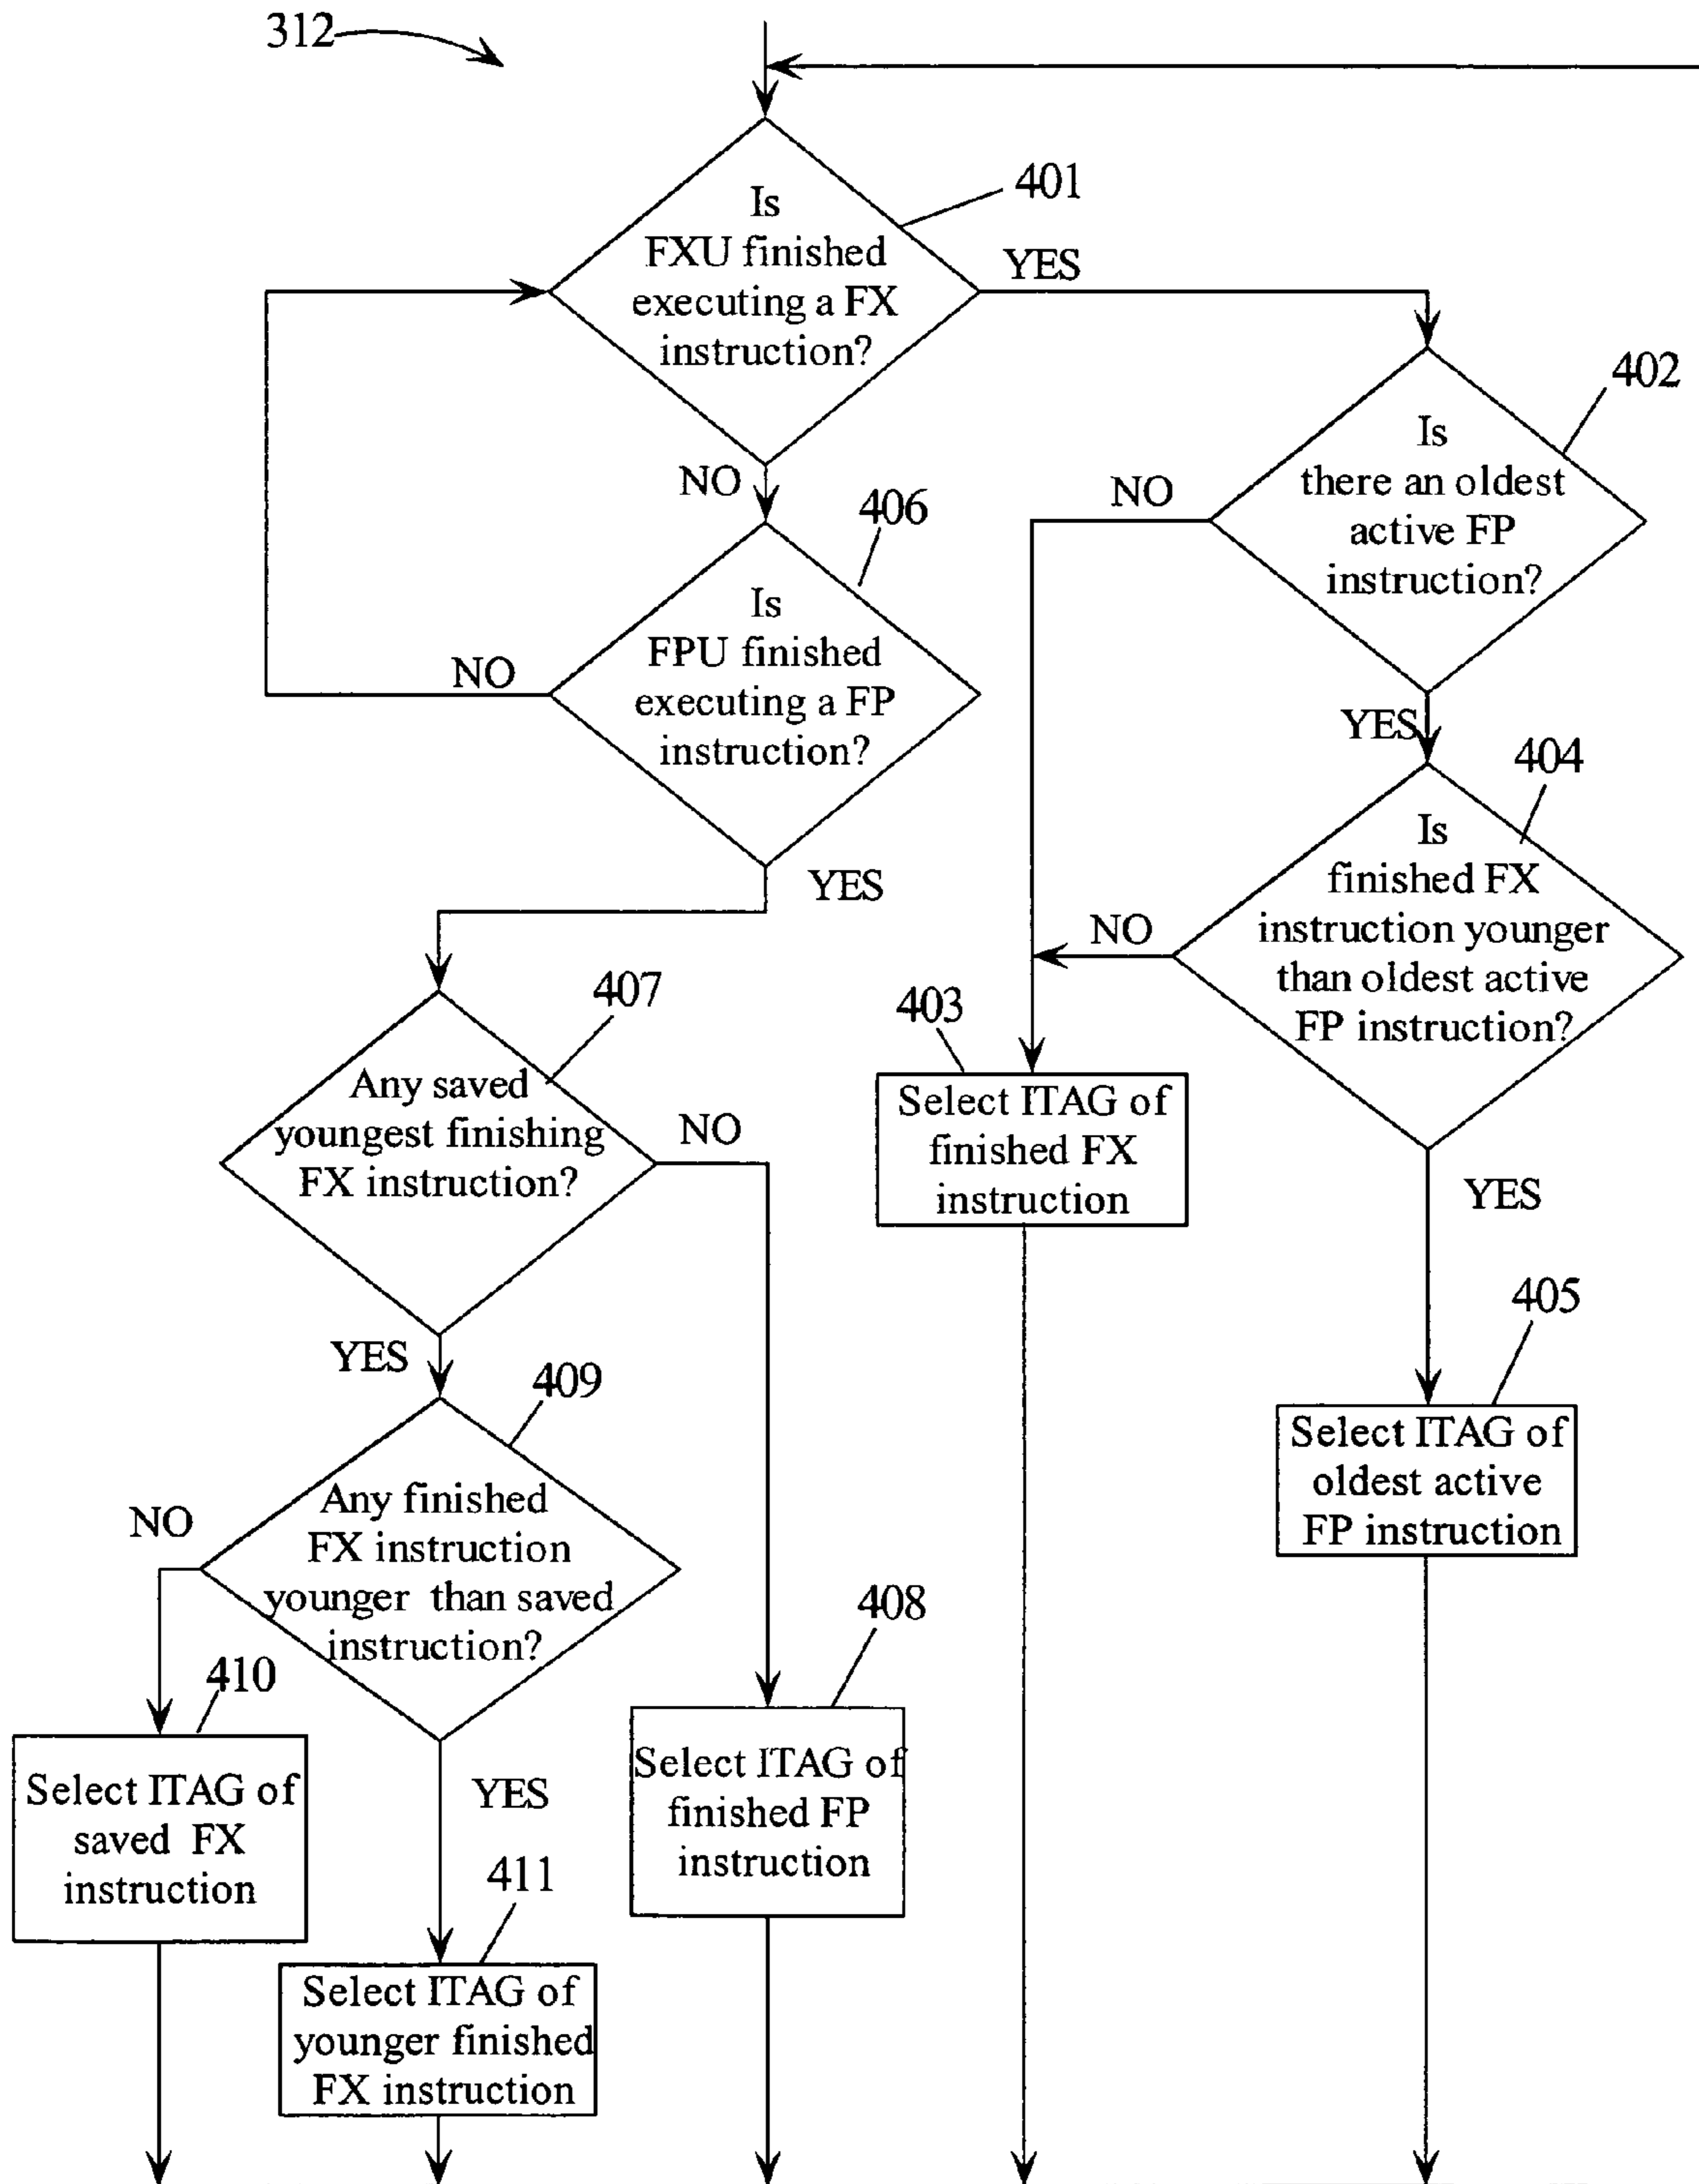 312
401
Is
FXU finished
executing a FX
instruction?
YES
NO
402
Is
there an oldest
active FP
instruction?
NO
YES
406
Is
FPU finished
executing a FP
instruction?
NO
YES
404
Is
finished FX
instruction younger
than oldest active
FP instruction?
NO
YES
407
Any saved
youngest finishing
FX instruction?
NO
YES
403
Select ITAG of
finished FX
instruction
405
Select ITAG of
oldest active
FP instruction
409
Any finished
FX instruction
younger than saved
instruction?
NO
YES
408
Select ITAG of
finished FP
instruction
410
Select ITAG of
saved FX
instruction
411
Select ITAG of
younger finished
FX instruction